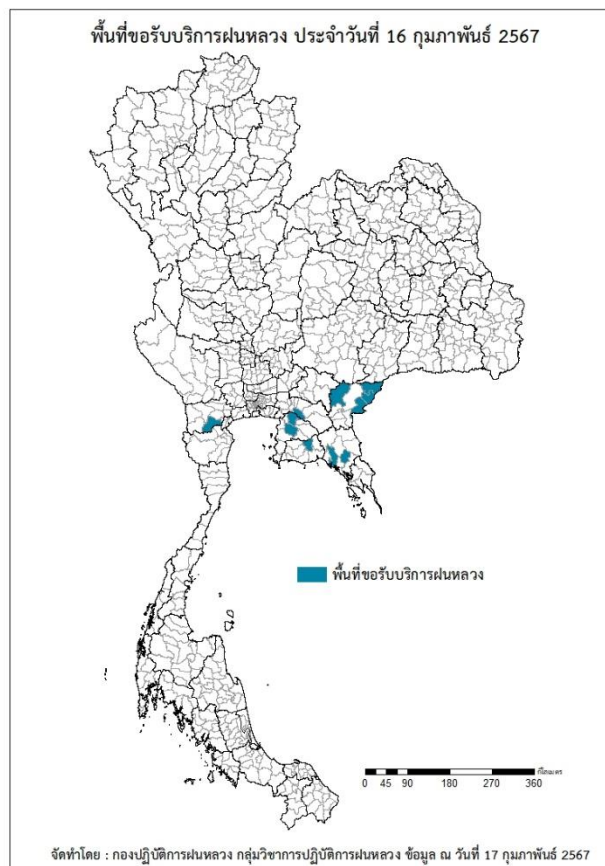 พื้นที่ขอรับบริการฝนหลวง ประจำวันที่ 16 กุมภาพันธ์ 2567
พื้นที่ขอรับบริการฝนหลวง
กิโลเมตร
0 45 90 180 270 360
จัดทำโดย : กองปฏิบัติการฝนหลวง กลุ่มวิชาการปฏิบัติการฝนหลวง ข้อมูล ณ วันที่ 17 กุมภาพันธ์ 2567